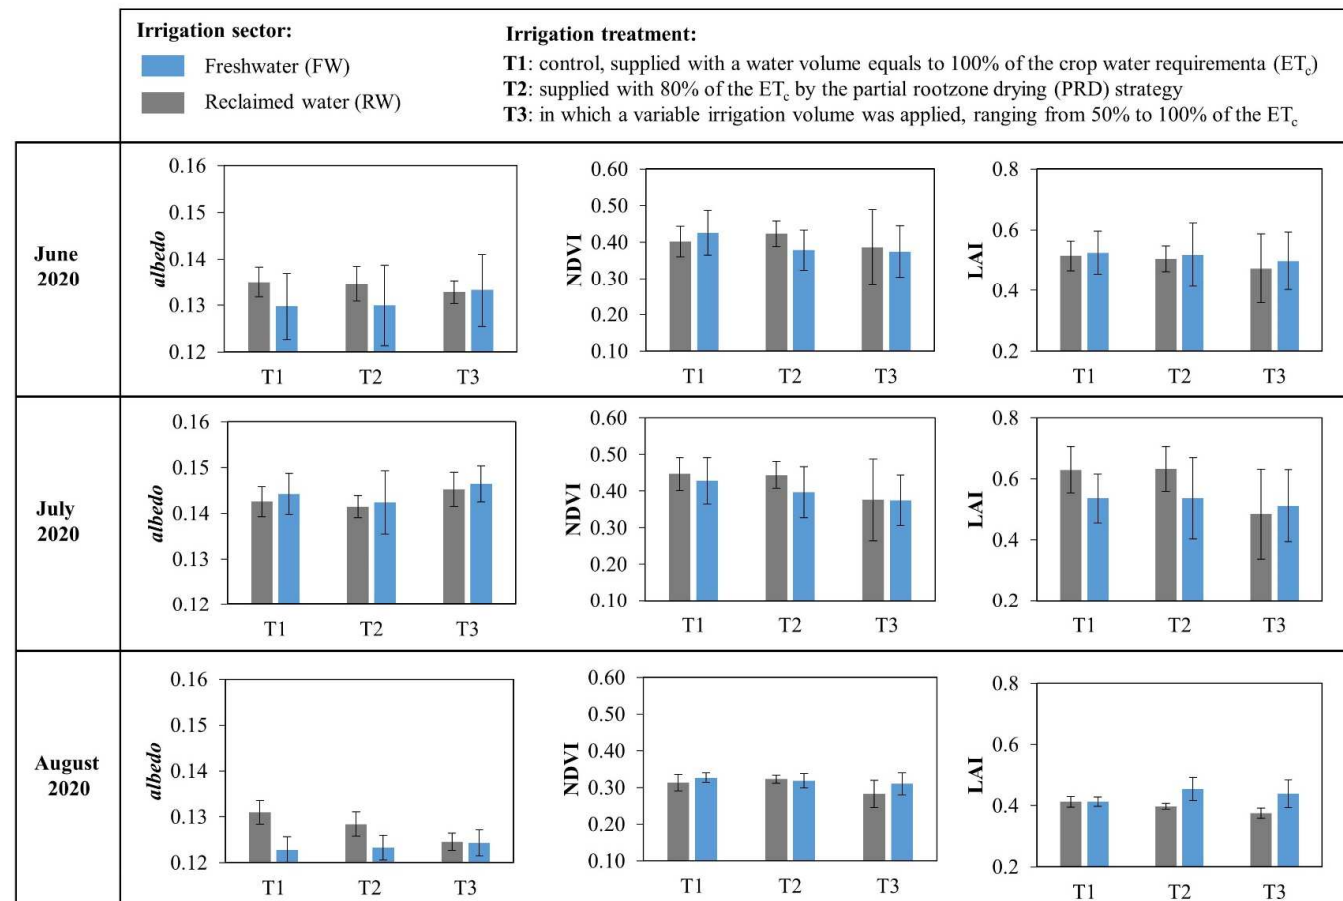 Irrigation sector:
Freshwater (FW)
Reclaimed water (RW)
Irrigation treatment:
T1: control, supplied with a water volume equals to 100% of the crop water requirementa (ETc)
T2: supplied with 80% of the ETc by the partial rootzone drying (PRD) strategy
T3: in which a variable irrigation volume was applied, ranging from 50% to 100% of the ETc
June
2020
albedo
0.16
0.15
0.14
0.13
0.12
T1 T2 T3
NDVI
0.60
0.50
0.40
0.30
0.20
0.10
T1 T2 T3
LAI
0.8
0.6
0.4
0.2
T1 T2 T3
July
2020
albedo
0.16
0.15
0.14
0.13
0.12
T1 T2 T3
NDVI
0.60
0.50
0.40
0.30
0.20
0.10
T1 T2 T3
LAI
0.8
0.6
0.4
0.2
T1 T2 T3
August
2020
albedo
0.16
0.15
0.14
0.13
0.12
T1 T2 T3
NDVI
0.60
0.50
0.40
0.30
0.20
0.10
T1 T2 T3
LAI
0.8
0.6
0.4
0.2
T1 T2 T3